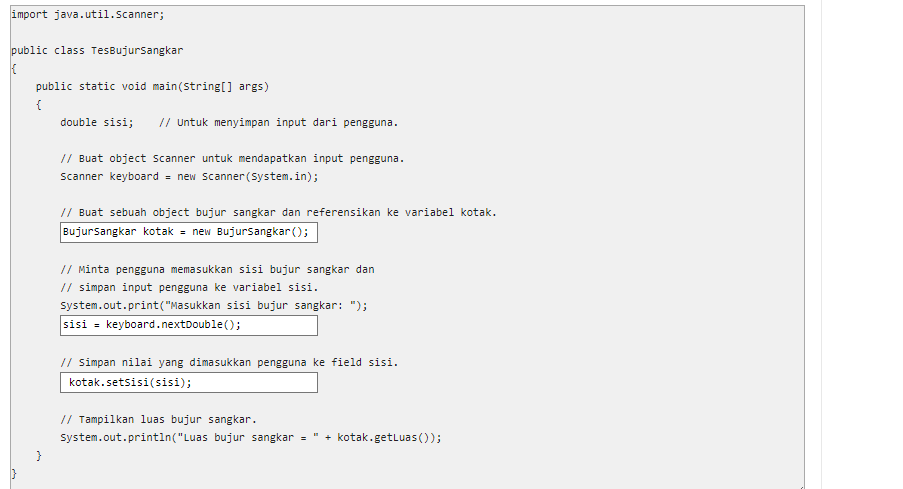 import java.util.Scanner;
public class TesBujurSangkar
{
public static void main(String[] args)
{
double sisi;    // Untuk menyimpan input dari pengguna.
// Buat object Scanner untuk mendapatkan input pengguna.
Scanner keyboard = new Scanner(System.in);
// Buat sebuah object bujur sangkar dan referensikan ke variabel kotak.
BujurSangkar kotak = new BujurSangkar();
// Minta pengguna memasukkan sisi bujur sangkar dan
// simpan input pengguna ke variabel sisi.
System.out.print("Masukkan sisi bujur sangkar: ");
sisi = keyboard.nextDouble();
// Simpan nilai yang dimasukkan pengguna ke field sisi.
kotak.setSisi(sisi);
// Tampilkan luas bujur sangkar.
System.out.println("Luas bujur sangkar = " + kotak.getLuas());
}
}